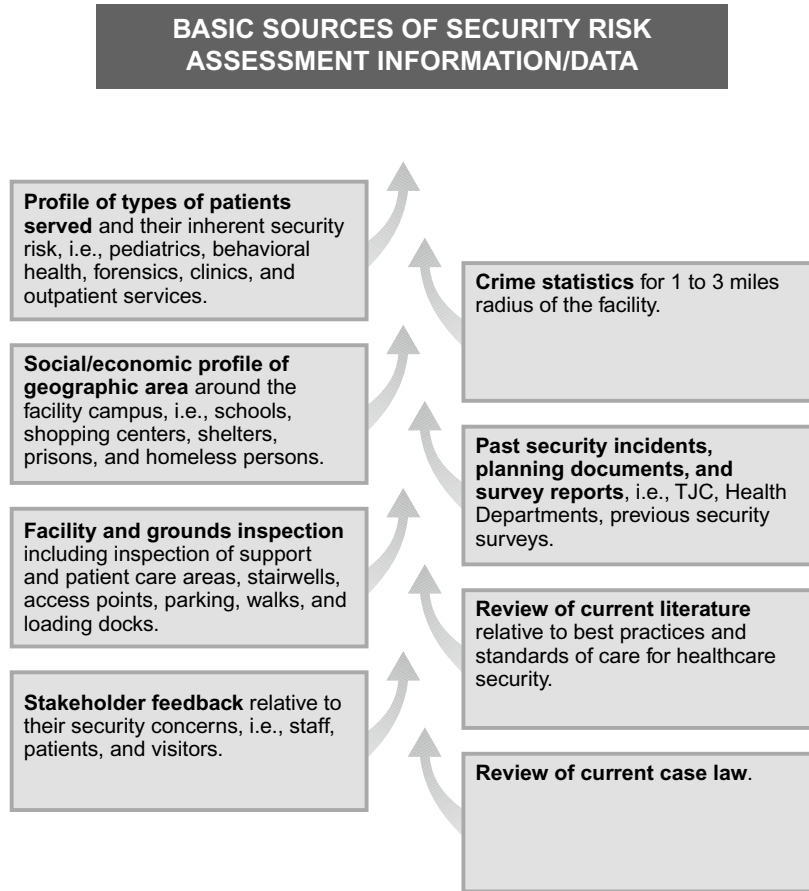 BASIC SOURCES OF SECURITY RISK
ASSESSMENT INFORMATION/DATA
Profile of types of patients
served and their inherent security
risk, i.e., pediatrics, behavioral
health, forensics, clinics, and
outpatient services.
Crime statistics for 1 to 3 miles
radius of the facility.
Social/economic profile of
geographic area around the
facility campus, i.e., schools,
shopping centers, shelters,
prisons, and homeless persons.
Past security incidents,
planning documents, and
survey reports, i.e., TJC, Health
Departments, previous security
surveys.
Facility and grounds inspection
including inspection of support
and patient care areas, stairwells,
access points, parking, walks, and
loading docks.
Review of current literature
relative to best practices and
standards of care for healthcare
security.
Stakeholder feedback relative to
their security concerns, i.e., staff,
patients, and visitors.
Review of current case law.